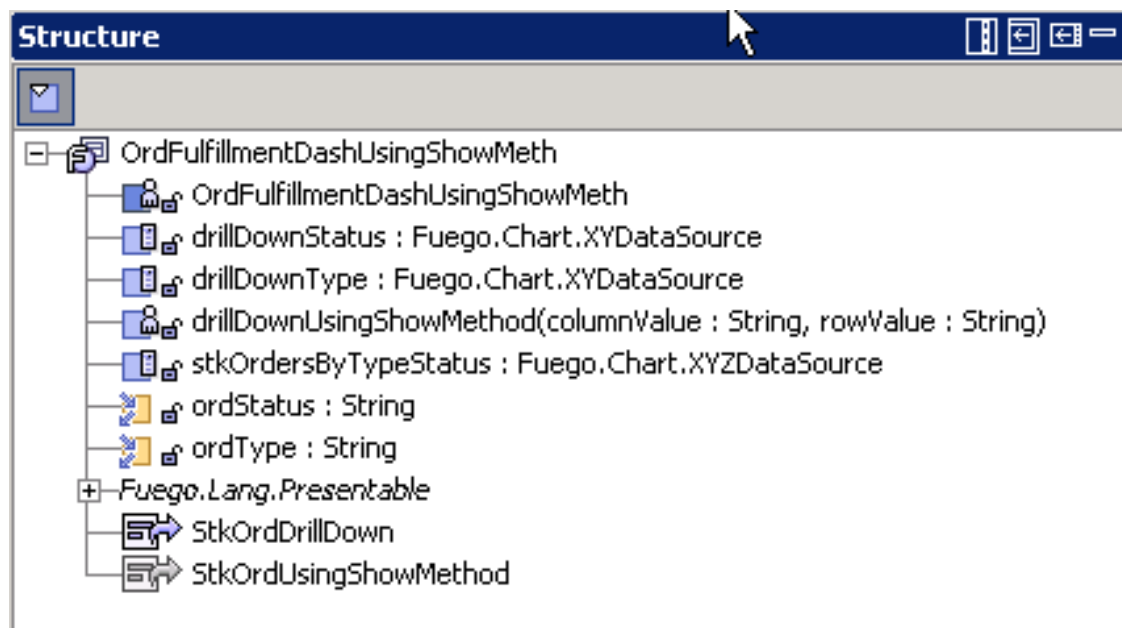 Structure
OrdFulfillmentDashUsingShowMeth
OrdFulfillmentDashUsingShowMeth
drillDownStatus : Fuego.Chart.XYDataSource
drillDownType : Fuego.Chart.XYDataSource
drillDownUsingShowMethod(columnValue : String, rowValue : String)
stkOrdersByTypeStatus : Fuego.Chart.XYZDataSource
ordStatus : String
ordType : String
Fuego.Lang.Presentable
StkOrdDrillDown
StkOrdUsingShowMethod